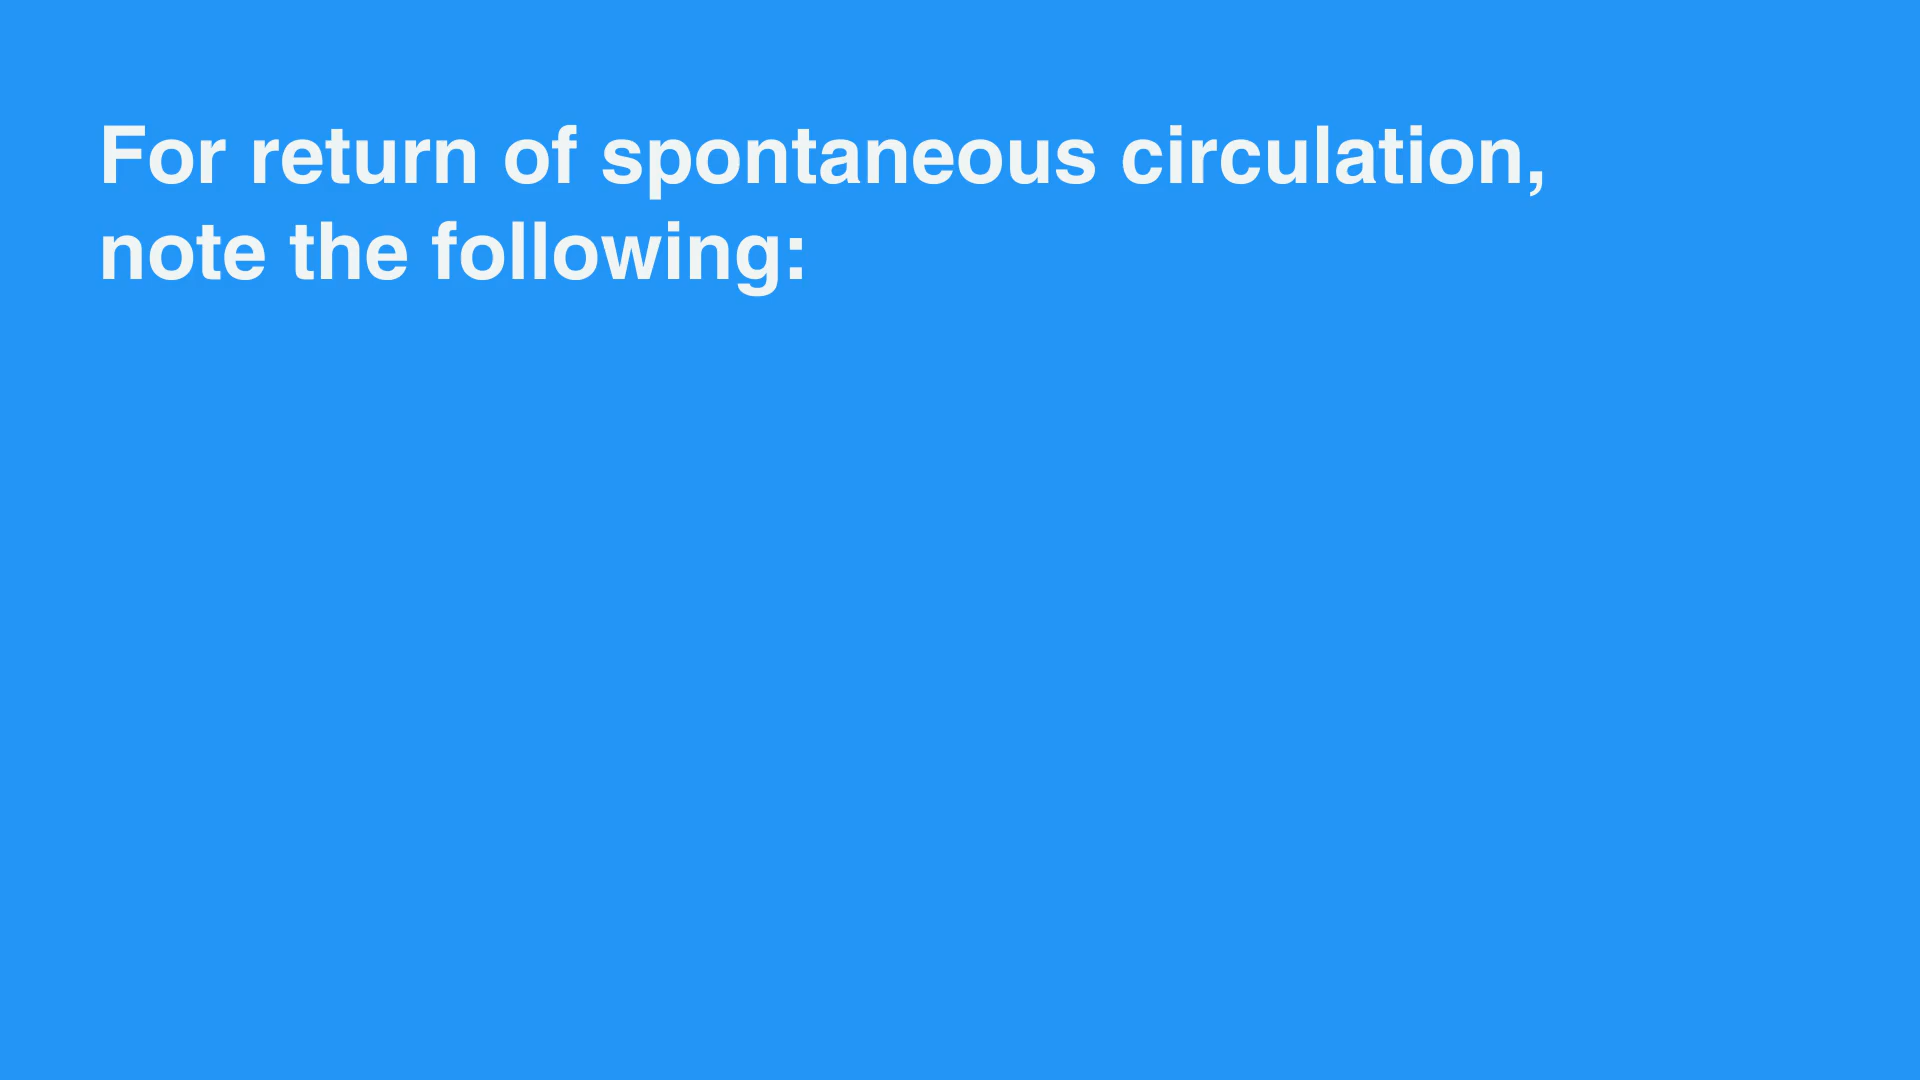 For return of spontaneous circulation,
note the following: